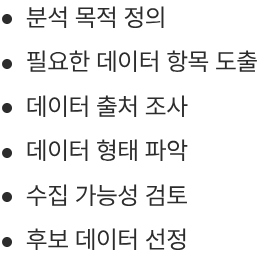 • 분석 목적 정의
• 필요한 데이터 항목 도출
• 데이터 출처 조사
• 데이터 형태 파악
• 수집 가능성 검토
• 후보 데이터 선정